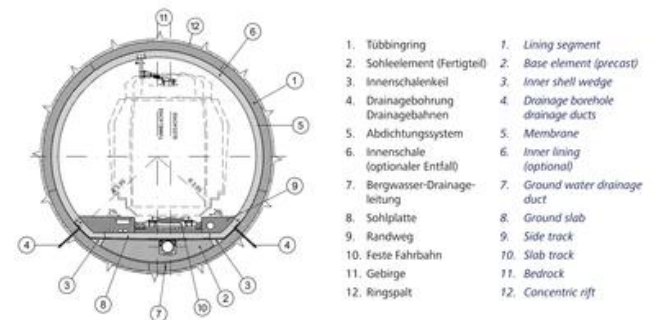 11
12
6
1
5
9
4
4
3
3
8
2
7
10
1. Tübbingring
2. Sohleelement (Fertigteil)
3. Innenschalenkeil
4. Drainagebohrung
Drainagebahnen
5. Abdichtungssystem
6. Innenschale
(optionaler Entfall)
7. Bergwasser-Drainage-
leitung
8. Sohlplatte
9. Randweg
10. Feste Fahrbahn
11. Gebirge
12. Ringspalt
1. Lining segment
2. Base element (precast)
3. Inner shell wedge
4. Drainage borehole
drainage ducts
5. Membrane
6. Inner lining
(optional)
7. Ground water drainage
duct
8. Ground slab
9. Side track
10. Slab track
11. Bedrock
12. Concentric rift